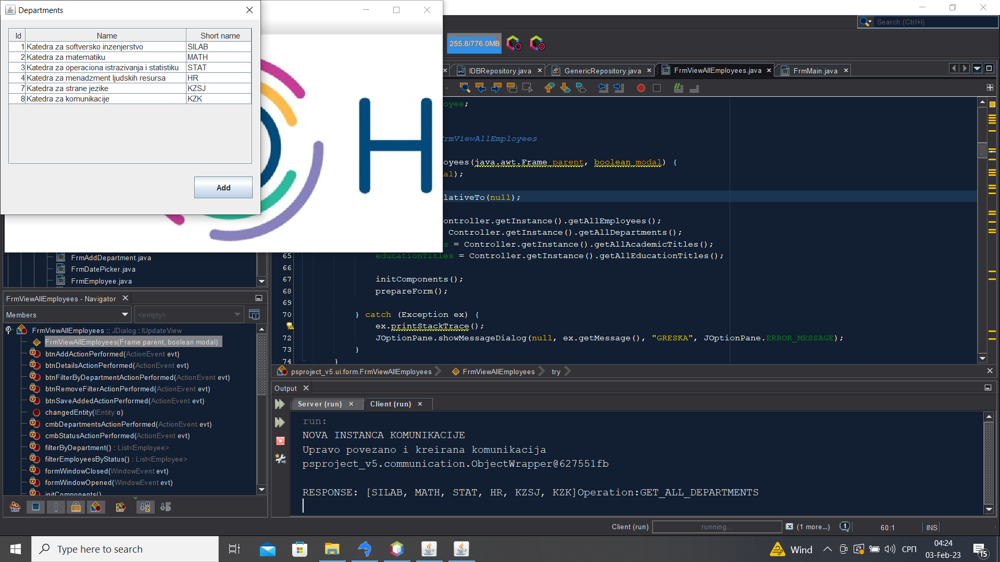 Departments
Id Name Short name
1 Katedra za softversko inzenjerstvo SILAB
2 Katedra za matematiku MATH
3 Katedra za operaciona istrazivanja i statistiku STAT
4 Katedra za menadzment ljudskih resursa HR
7 Katedra za strane jezike KZSJ
8 Katedra za komunikacije KZK
Add
H
Search (Ctrl+I)
255.8/776.0MB
IDBRepository.java GenericRepository.java FrmViewAllEmployees.java FrmMain.java
oyee;
FrmViewAllEmployees
oyees(java.awt.Frame parent, boolean modal) {
al);
lativeTo(null);
ontroller.getInstance().getAllEmployees();
Controller.getInstance().getAllDepartments();
s = Controller.getInstance().getAllAcademicTitles();
65 educationTitles = Controller.getInstance().getAllEducationTitles();
66
67 initComponents();
68 prepareForm();
69
70 } catch (Exception ex) {
ex.printStackTrace();
72 JOptionPane.showMessageDialog(null, ex.getMessage(), "GRESKA", JOptionPane.ERROR_MESSAGE);
73 }
74 }
psproject_v5.ui.form.FrmViewAllEmployees FrmViewAllEmployees try
FrmAddDepartment.java
FrmDatePicker.java
FrmEmployee.java
FrmViewAllEmployees - Navigator
Members <empty>
FrmViewAllEmployees :: JDialog : IUpdateView
FrmViewAllEmployees(Frame parent, boolean modal)
btnAddActionPerformed(ActionEvent evt)
btnDetailsActionPerformed(ActionEvent evt)
btnFilterByDepartmentActionPerformed(ActionEvent evt)
btnRemoveFilterActionPerformed(ActionEvent evt)
btnSaveAddedActionPerformed(ActionEvent evt)
changedEntity(IEntity o)
cmbDepartmentsActionPerformed(ActionEvent evt)
cmbStatusActionPerformed(ActionEvent evt)
filterByDepartment() : List<Employee>
filterEmployeesByStatus() : List<Employee>
formWindowClosed(WindowEvent evt)
formWindowOpened(WindowEvent evt)
initComponents()
Output
Server (run) Client (run)
run:
NOVA INSTANCA KOMUNIKACIJE
Upravo povezano i kreirana komunikacija
psproject_v5.communication.ObjectWrapper@627551fb
RESPONSE: [SILAB, MATH, STAT, HR, KZSJ, KZK]Operation:GET_ALL_DEPARTMENTS
Client (run) running... (1 more...) 1 60:1 INS
Type here to search
Wind
СРП
04:24
03-Feb-23
15